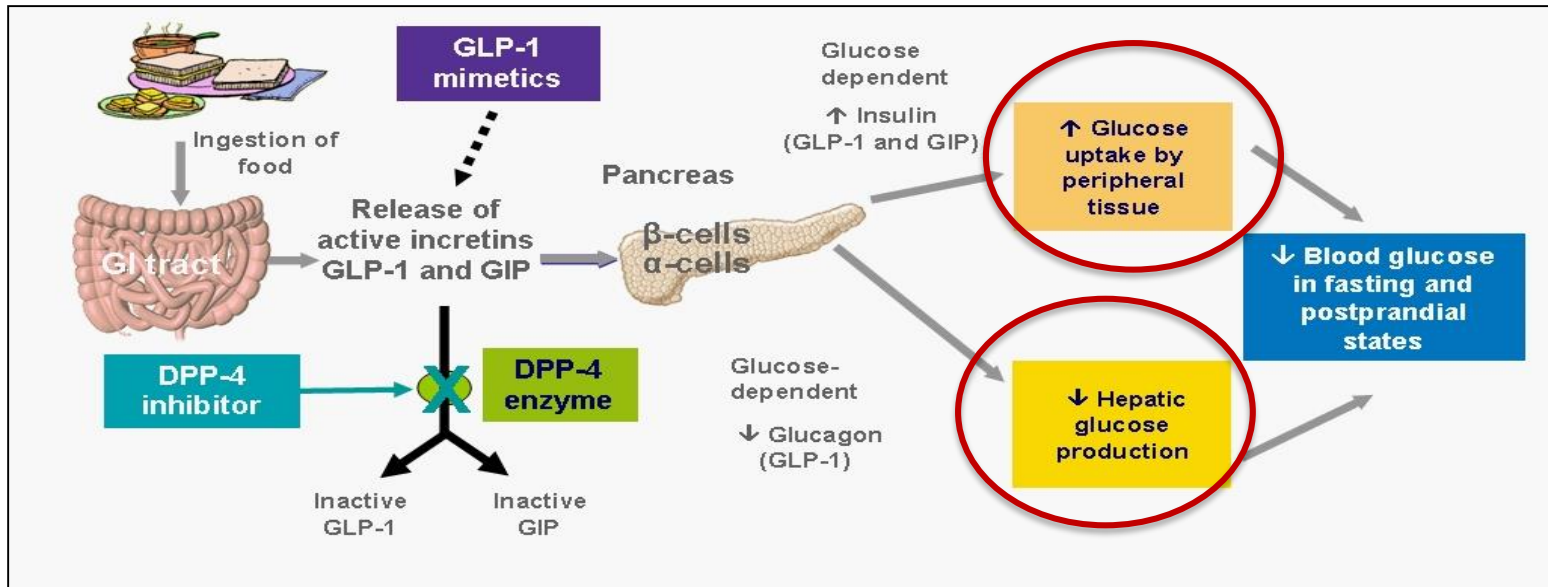 GLP-1
mimetics
Ingestion of
food
GI tract
Release of
active incretins
GLP-1 and GIP
DPP-4
inhibitor
DPP-4
enzyme
X
Inactive
GLP-1
Inactive
GIP
Pancreas
β-cells
α-cells
Glucose
dependent
↑ Insulin
(GLP-1 and GIP)
Glucose-
dependent
↓ Glucagon
(GLP-1)
↑ Glucose
uptake by
peripheral
tissue
↓ Hepatic
glucose
production
↓ Blood glucose
in fasting and
postprandial
states